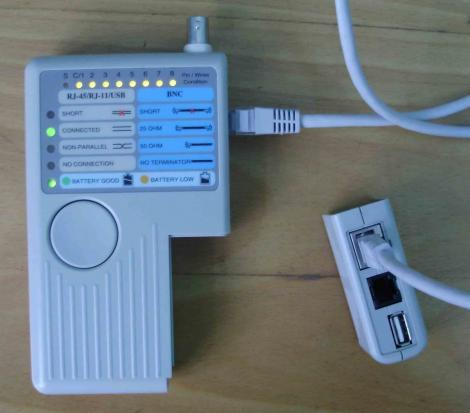 S C/1 2 3 4 5 6 7 8 Pin / Wires Condition
RJ-45/RJ-11/USB BNC
SHORT SHORT
CONNECTED 25 OHM
NON-PARALLEL 50 OHM
NO CONNECTION NO TERMINATOR
BATTERY GOOD BATTERY LOW